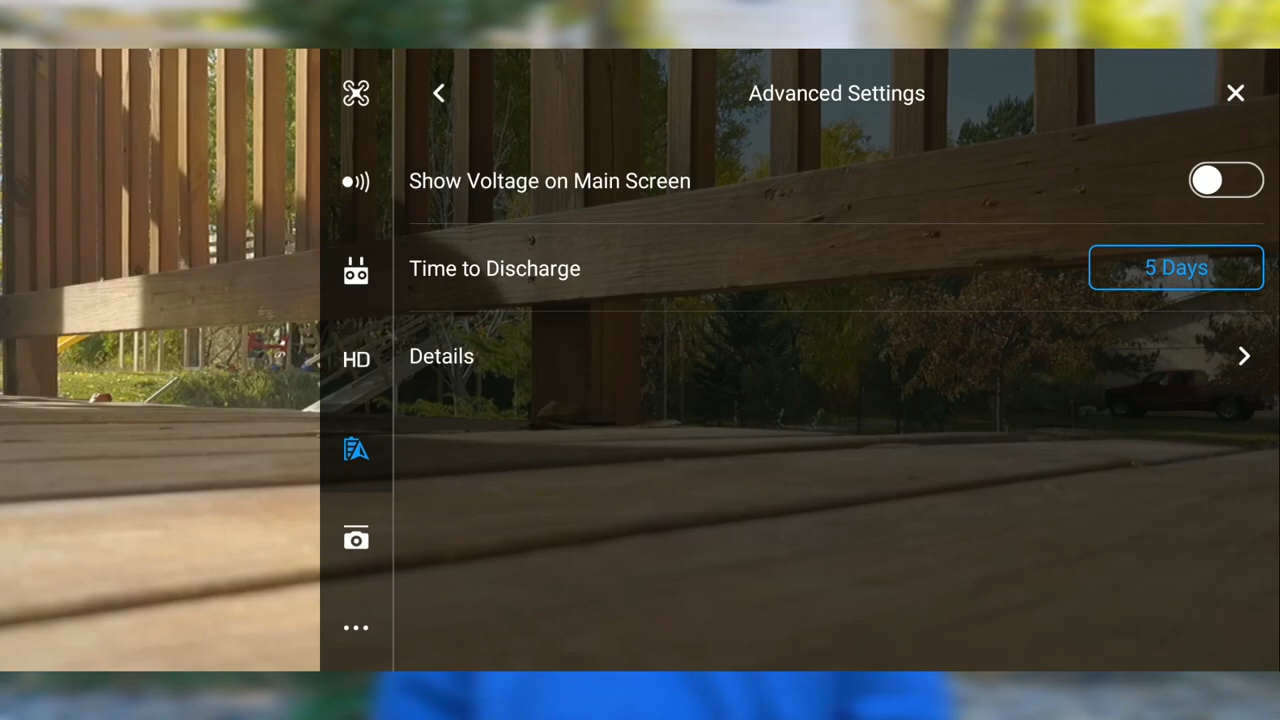 Advanced Settings
Show Voltage on Main Screen
Time to Discharge
5 Days
HD
Details